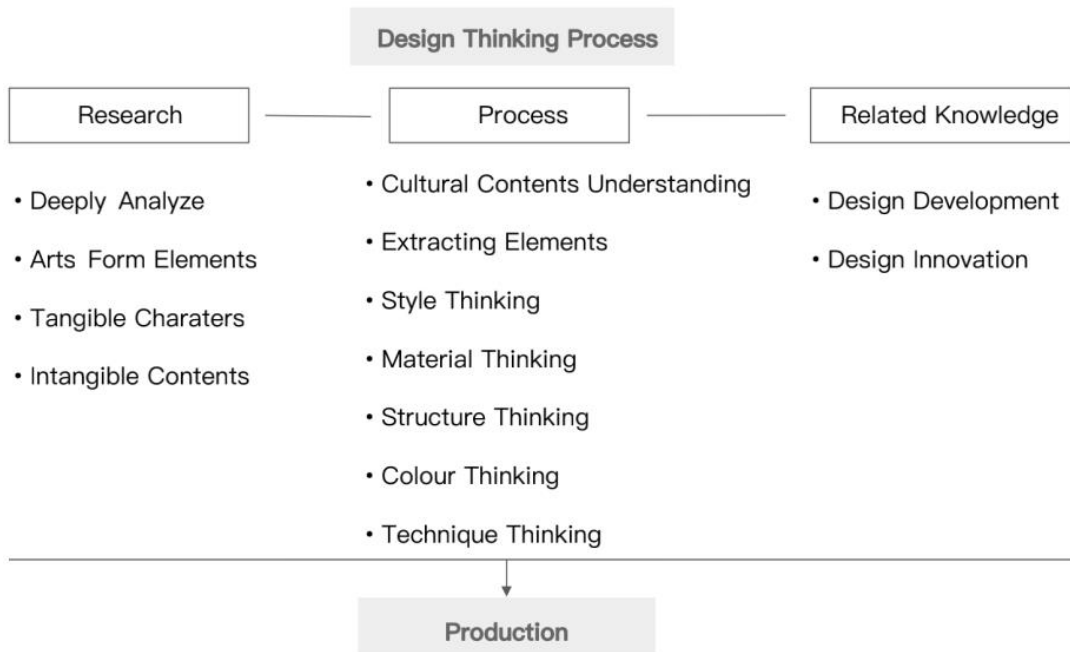 Design Thinking Process
Research
Process
Related Knowledge
• Deeply Analyze
• Arts Form Elements
• Tangible Charaters
• Intangible Contents
• Cultural Contents Understanding
• Extracting Elements
• Style Thinking
• Material Thinking
• Structure Thinking
• Colour Thinking
• Technique Thinking
• Design Development
• Design Innovation
Production